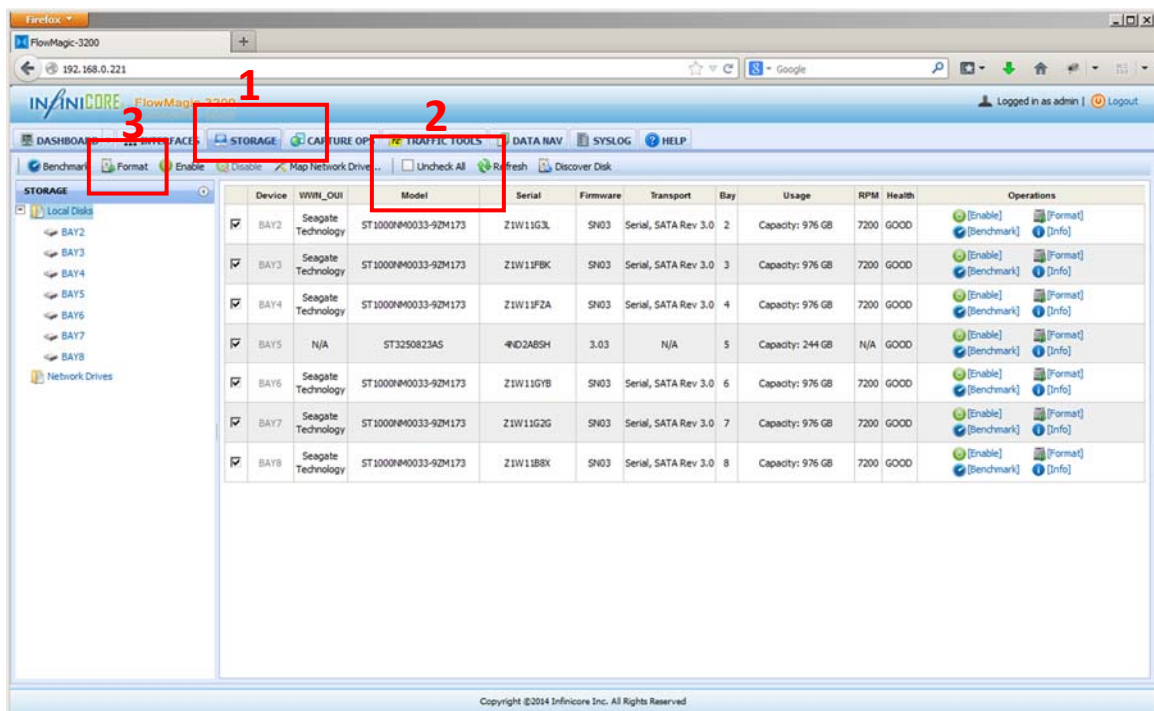 Firefox
FlowMagic-3200
192.168.0.221
Google
INFINICORE FlowMagic-3200
Logged in as admin | Logout
1
2
3
DASHBOARD INTERFACES STORAGE CAPTURE OPS TRAFFIC TOOLS DATA NAV SYSLOG HELP
Benchmark Format Enable Disable Map Network Drive... Uncheck All Refresh Discover Disk
STORAGE
Local Disks
BAY2
BAY3
BAY4
BAY5
BAY6
BAY7
BAY8
Network Drives
Device WWN_OUI Model Serial Firmware Transport Bay Usage RPM Health Operations
BAY2 Seagate Technology ST1000NM0033-9ZM173 Z1W11G3L SN03 Serial, SATA Rev 3.0 2 Capacity: 976 GB 7200 GOOD [Enable] [Format]
[Benchmark] [Info]
BAY3 Seagate Technology ST1000NM0033-9ZM173 Z1W11FBK SN03 Serial, SATA Rev 3.0 3 Capacity: 976 GB 7200 GOOD [Enable] [Format]
[Benchmark] [Info]
BAY4 Seagate Technology ST1000NM0033-9ZM173 Z1W11FZA SN03 Serial, SATA Rev 3.0 4 Capacity: 976 GB 7200 GOOD [Enable] [Format]
[Benchmark] [Info]
BAY5 N/A ST3250823AS 4ND2ABSH 3.03 N/A 5 Capacity: 244 GB N/A GOOD [Enable] [Format]
[Benchmark] [Info]
BAY6 Seagate Technology ST1000NM0033-9ZM173 Z1W11GYB SN03 Serial, SATA Rev 3.0 6 Capacity: 976 GB 7200 GOOD [Enable] [Format]
[Benchmark] [Info]
BAY7 Seagate Technology ST1000NM0033-9ZM173 Z1W11G2G SN03 Serial, SATA Rev 3.0 7 Capacity: 976 GB 7200 GOOD [Enable] [Format]
[Benchmark] [Info]
BAY8 Seagate Technology ST1000NM0033-9ZM173 Z1W11B8X SN03 Serial, SATA Rev 3.0 8 Capacity: 976 GB 7200 GOOD [Enable] [Format]
[Benchmark] [Info]
Copyright ©2014 Infinicore Inc. All Rights Reserved